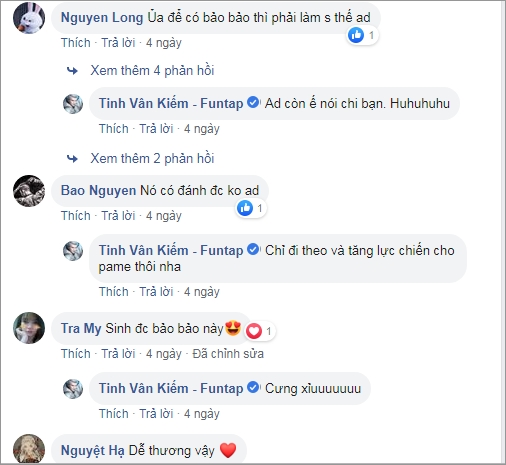 Nguyen Long Ủa để có bảo bảo thì phải làm s thế ad
1
Thích · Trả lời · 4 ngày
Xem thêm 4 phản hồi
Tinh Vân Kiếm - Funtap Ad còn ế nói chi bạn. Huhuhuhu
Thích · Trả lời · 4 ngày
Xem thêm 2 phản hồi
Bao Nguyen Nó có đánh đc ko ad
1
Thích · Trả lời · 4 ngày
Tinh Vân Kiếm - Funtap Chỉ đi theo và tăng lực chiến cho
pame thôi nha
Thích · Trả lời · 4 ngày
Tra My Sinh đc bảo bảo này😍
1
Thích · Trả lời · 4 ngày · Đã chỉnh sửa
Tinh Vân Kiếm - Funtap Cưng xỉuuuuuuu
Thích · Trả lời · 4 ngày
Nguyệt Hạ Dễ thương vậy ❤️